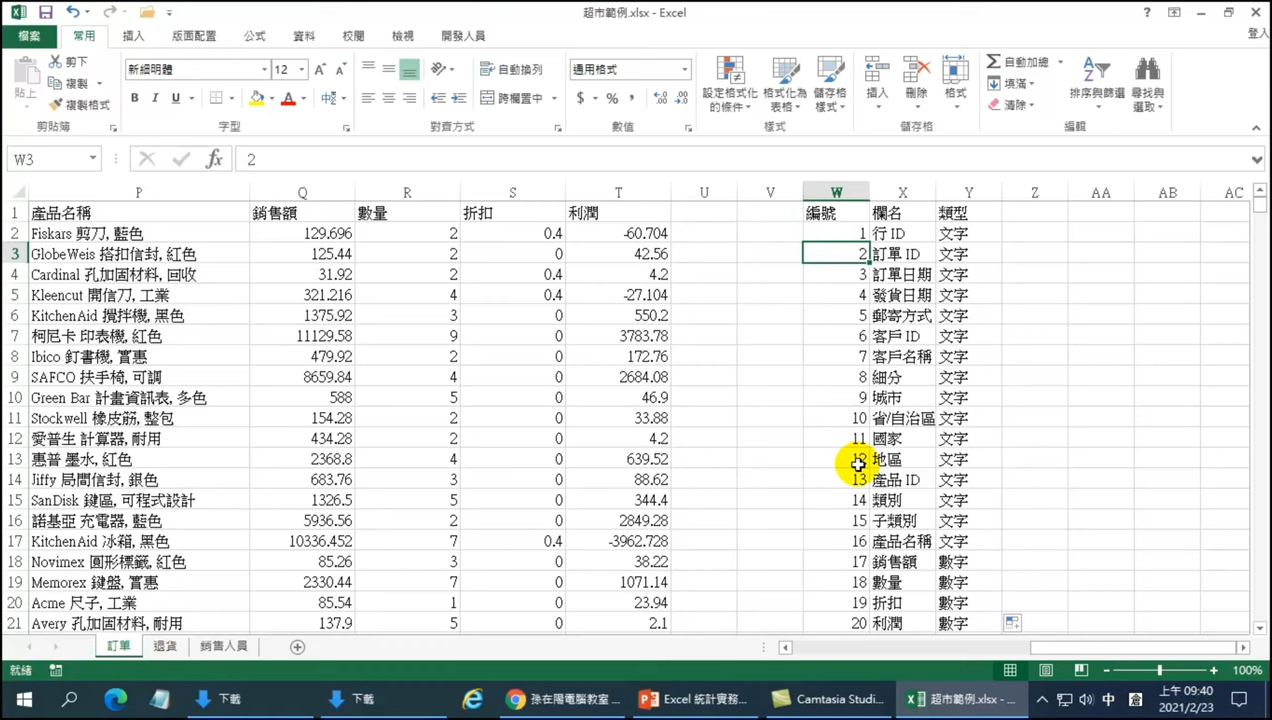 超市範例.xlsx - Excel
檔案 常用 插入 版面配置 公式 資料 校閱 檢視 開發人員 登入
貼上 剪下 複製 複製格式 剪貼簿
新細明體 12 B I U 中 字型
自動換列 跨欄置中 對齊方式
通用格式 $ % , 數值
設定格式化的條件 格式化為表格 儲存格樣式 樣式
插入 刪除 格式 儲存格
自動加總 填滿 清除 排序與篩選 尋找與選取 編輯
W3 fx 2
P Q R S T U V W X Y Z AA AB AC
1 產品名稱 銷售額 數量 折扣 利潤 編號 欄名 類型
2 Fiskars 剪刀, 藍色 129.696 2 0.4 -60.704 1 行 ID 文字
3 GlobeWeis 搭扣信封, 紅色 125.44 2 0 42.56 2 訂單 ID 文字
4 Cardinal 孔加固材料, 回收 31.92 2 0.4 4.2 3 訂單日期 文字
5 Kleencut 開信刀, 工業 321.216 4 0.4 -27.104 4 發貨日期 文字
6 KitchenAid 攪拌機, 黑色 1375.92 3 0 550.2 5 郵寄方式 文字
7 柯尼卡 印表機, 紅色 11129.58 9 0 3783.78 6 客戶 ID 文字
8 Ibico 釘書機, 實惠 479.92 2 0 172.76 7 客戶名稱 文字
9 SAFCO 扶手椅, 可調 8659.84 4 0 2684.08 8 細分 文字
10 Green Bar 計畫資訊表, 多色 588 5 0 46.9 9 城市 文字
11 Stockwell 橡皮筋, 整包 154.28 2 0 33.88 10 省/自治區 文字
12 愛普生 計算器, 耐用 434.28 2 0 4.2 11 國家 文字
13 惠普 墨水, 紅色 2368.8 4 0 639.52 12 地區 文字
14 Jiffy 局間信封, 銀色 683.76 3 0 88.62 13 產品 ID 文字
15 SanDisk 鍵區, 可程式設計 1326.5 5 0 344.4 14 類別 文字
16 諾基亞 充電器, 藍色 5936.56 2 0 2849.28 15 子類別 文字
17 KitchenAid 冰箱, 黑色 10336.452 7 0.4 -3962.728 16 產品名稱 文字
18 Novimex 圓形標籤, 紅色 85.26 3 0 38.22 17 銷售額 數字
19 Memorex 鍵盤, 實惠 2330.44 7 0 1071.14 18 數量 數字
20 Acme 尺子, 工業 85.54 1 0 23.94 19 折扣 數字
21 Avery 孔加固材料, 耐用 137.9 5 0 2.1 20 利潤 數字
訂單 退貨 銷售人員
就緒 100%
下載 下載 孫在陽電腦教室... Excel 統計實務... Camtasia Studi... 超市範例.xlsx - ... 中 上午 09:40
2021/2/23